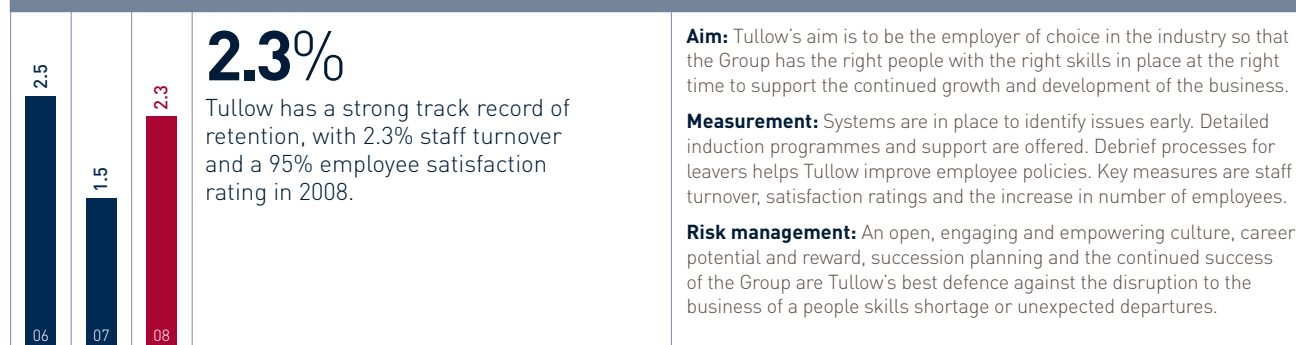 2.5
1.5
2.3
06
07
08
2.3%
Tullow has a strong track record of
retention, with 2.3% staff turnover
and a 95% employee satisfaction
rating in 2008.
Aim: Tullow's aim is to be the employer of choice in the industry so that
the Group has the right people with the right skills in place at the right
time to support the continued growth and development of the business.
Measurement: Systems are in place to identify issues early. Detailed
induction programmes and support are offered. Debrief processes for
leavers helps Tullow improve employee policies. Key measures are staff
turnover, satisfaction ratings and the increase in number of employees.
Risk management: An open, engaging and empowering culture, career
potential and reward, succession planning and the continued success
of the Group are Tullow's best defence against the disruption to the
business of a people skills shortage or unexpected departures.